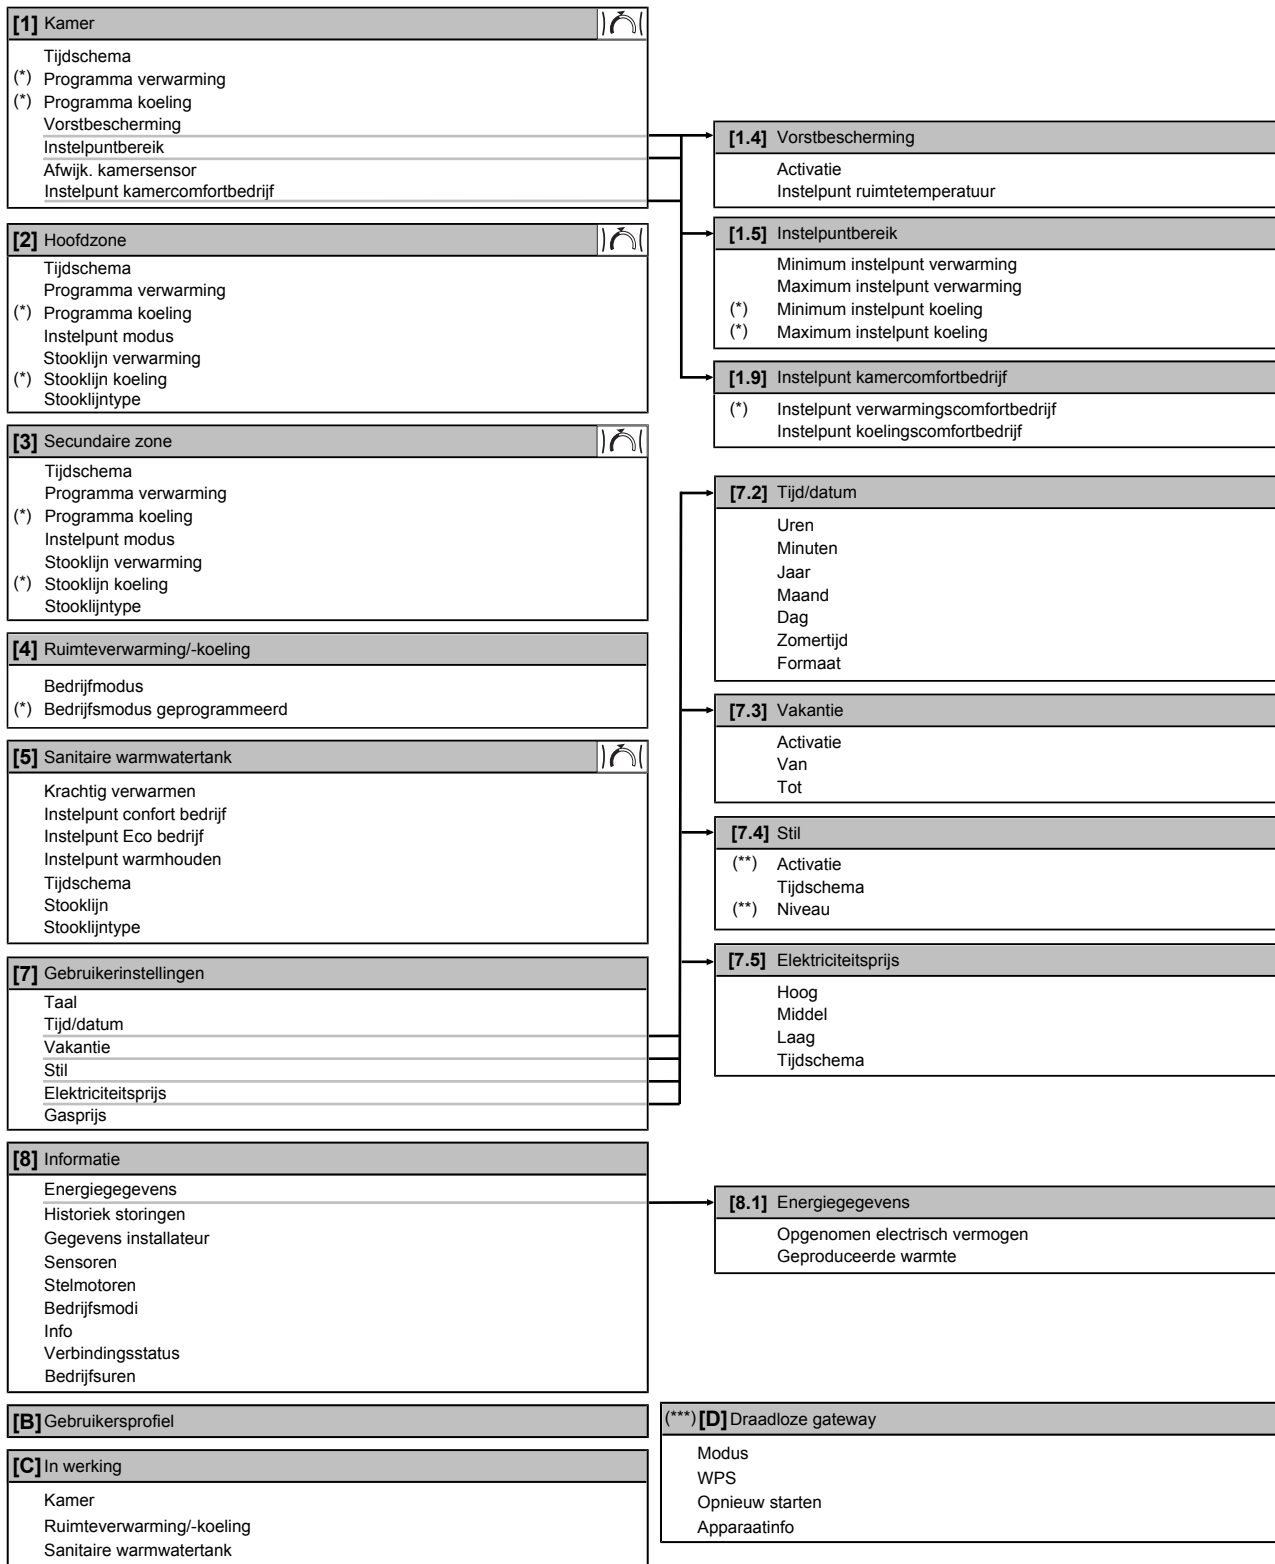 [1] Kamer
Tijdschema
(*) Programma verwarming
(*) Programma koeling
Vorstbescherming
Instelpuntbereik
Afwijk. kamersensor
Instelpunt kamercomfortbedrijf
[2] Hoofdzone
Tijdschema
Programma verwarming
(*) Programma koeling
Instelpunt modus
Stooklijn verwarming
(*) Stooklijn koeling
Stooklijntype
[3] Secundaire zone
Tijdschema
Programma verwarming
(*) Programma koeling
Instelpunt modus
Stooklijn verwarming
(*) Stooklijn koeling
Stooklijntype
[4] Ruimteverwarming/-koeling
Bedrijfmodus
(*) Bedrijfsmodus geprogrammeerd
[5] Sanitaire warmwatertank
Krachtig verwarmen
Instelpunt confort bedrijf
Instelpunt Eco bedrijf
Instelpunt warmhouden
Tijdschema
Stooklijn
Stooklijntype
[7] Gebruikerinstellingen
Taal
Tijd/datum
Vakantie
Stil
Elektriciteitsprijs
Gasprijs
[8] Informatie
Energiegegevens
Historiek storingen
Gegevens installateur
Sensoren
Stelmotoren
Bedrijfsmodi
Info
Verbindingsstatus
Bedrijfsuren
[B] Gebruikersprofiel
[C] In werking
Kamer
Ruimteverwarming/-koeling
Sanitaire warmwatertank
[1.4] Vorstbescherming
Activatie
Instelpunt ruimtetemperatuur
[1.5] Instelpuntbereik
Minimum instelpunt verwarming
Maximum instelpunt verwarming
(*) Minimum instelpunt koeling
(*) Maximum instelpunt koeling
[1.9] Instelpunt kamercomfortbedrijf
(*) Instelpunt verwarmingscomfortbedrijf
Instelpunt koelingscomfortbedrijf
[7.2] Tijd/datum
Uren
Minuten
Jaar
Maand
Dag
Zomertijd
Formaat
[7.3] Vakantie
Activatie
Van
Tot
[7.4] Stil
(**) Activatie
Tijdschema
(**) Niveau
[7.5] Elektriciteitsprijs
Hoog
Middel
Laag
Tijdschema
[8.1] Energiegegevens
Opgenomen electrisch vermogen
Geproduceerde warmte
(***) [D] Draadloze gateway
Modus
WPS
Opnieuw starten
Apparaatinfo